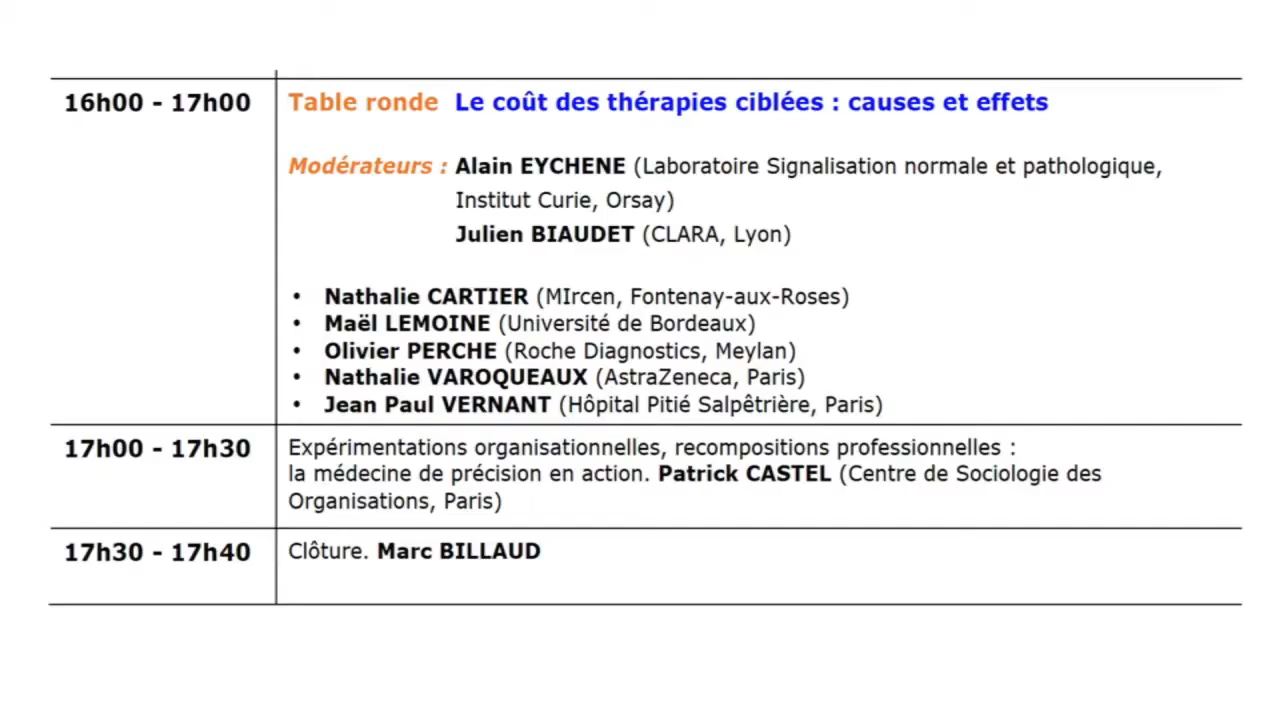 16h00 - 17h00 Table ronde Le coût des thérapies ciblées : causes et effets
Modérateurs : Alain EYCHENE (Laboratoire Signalisation normale et pathologique,
Institut Curie, Orsay)
Julien BIAUDET (CLARA, Lyon)
• Nathalie CARTIER (MIrcen, Fontenay-aux-Roses)
• Maël LEMOINE (Université de Bordeaux)
• Olivier PERCHE (Roche Diagnostics, Meylan)
• Nathalie VAROQUEAUX (AstraZeneca, Paris)
• Jean Paul VERNANT (Hôpital Pitié Salpêtrière, Paris)
17h00 - 17h30 Expérimentations organisationnelles, recompositions professionnelles :
la médecine de précision en action. Patrick CASTEL (Centre de Sociologie des
Organisations, Paris)
17h30 - 17h40 Clôture. Marc BILLAUD